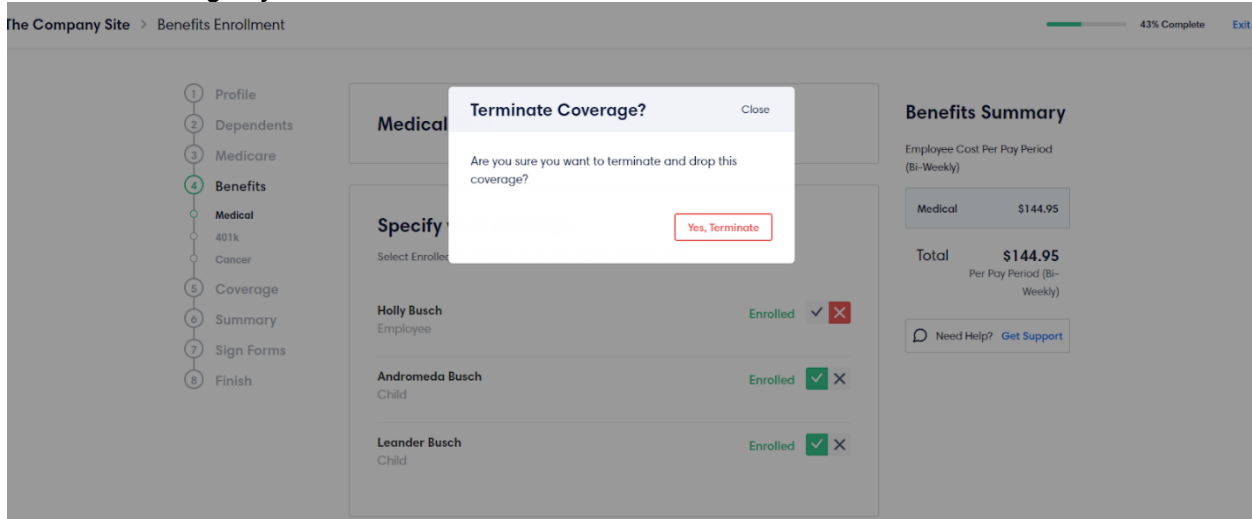 The Company Site > Benefits Enrollment
43% Complete
Exit
1 Profile
2 Dependents
3 Medicare
4 Benefits
Medical
401k
Cancer
5 Coverage
6 Summary
7 Sign Forms
8 Finish
Medical
Terminate Coverage?
Close
Are you sure you want to terminate and drop this
coverage?
Yes, Terminate
Specify
Select Enrolled
Holly Busch
Employee
Enrolled
Andromeda Busch
Child
Enrolled
Leander Busch
Child
Enrolled
Benefits Summary
Employee Cost Per Pay Period
(Bi-Weekly)
Medical $144.95
Total $144.95
Per Pay Period (Bi-
Weekly)
Need Help? Get Support